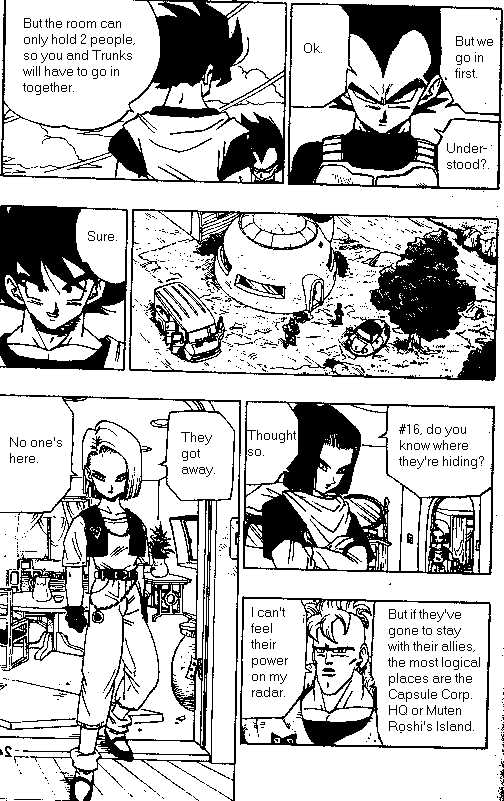 But the room can
only hold 2 people,
so you and Trunks
will have to go in
together.
Ok.
But we
go in
first.
Under-
stood?.
Sure.
No one's
here.
They
got
away.
Thought
so.
#16, do you
know where
they're hiding?
I can't
feel
their
power
on my
radar.
But if they've
gone to stay
with their allies,
the most logical
places are the
Capsule Corp.
HQ or Muten
Roshi's Island.